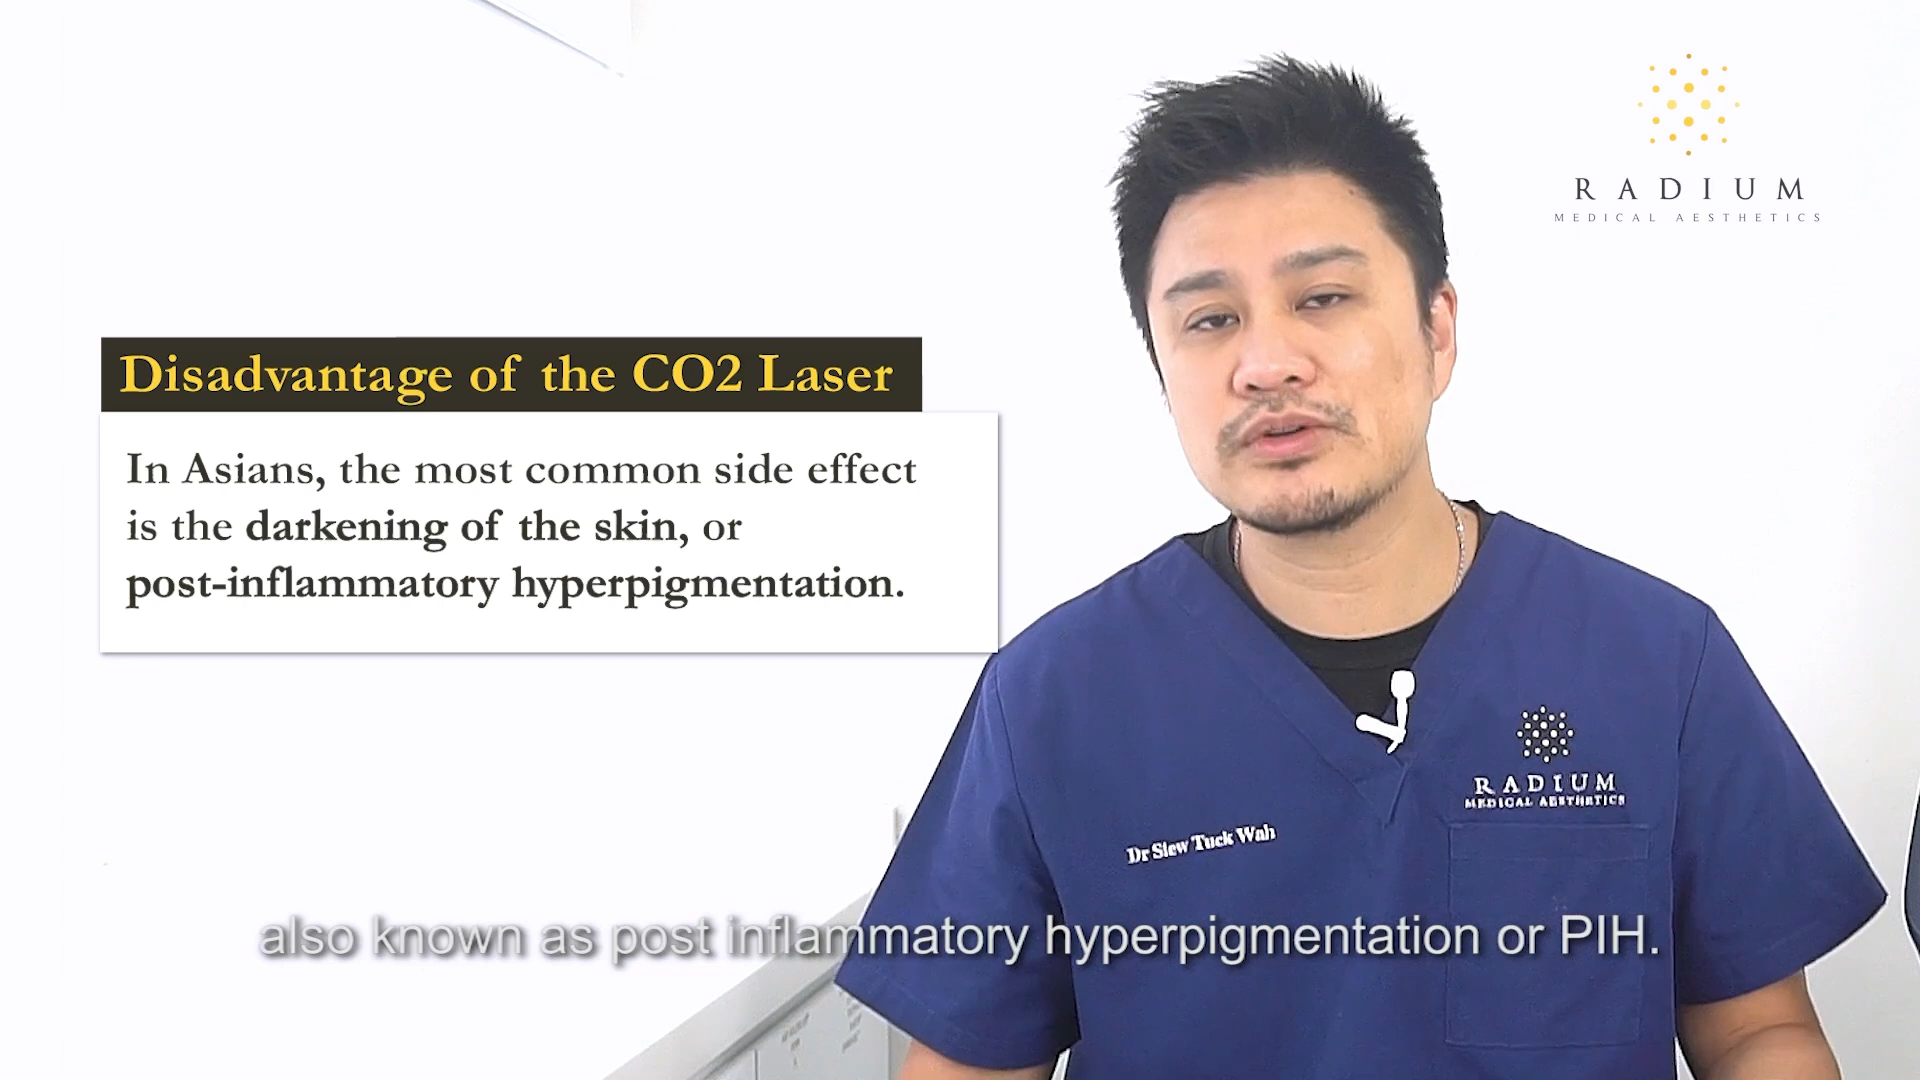 RADIUM
MEDICAL AESTHETICS
Disadvantage of the CO2 Laser
In Asians, the most common side effect
is the darkening of the skin, or
post-inflammatory hyperpigmentation.
RADIUM
MEDICAL AESTHETICS
Dr Siew Tuck Wah
also known as post inflammatory hyperpigmentation or PIH.